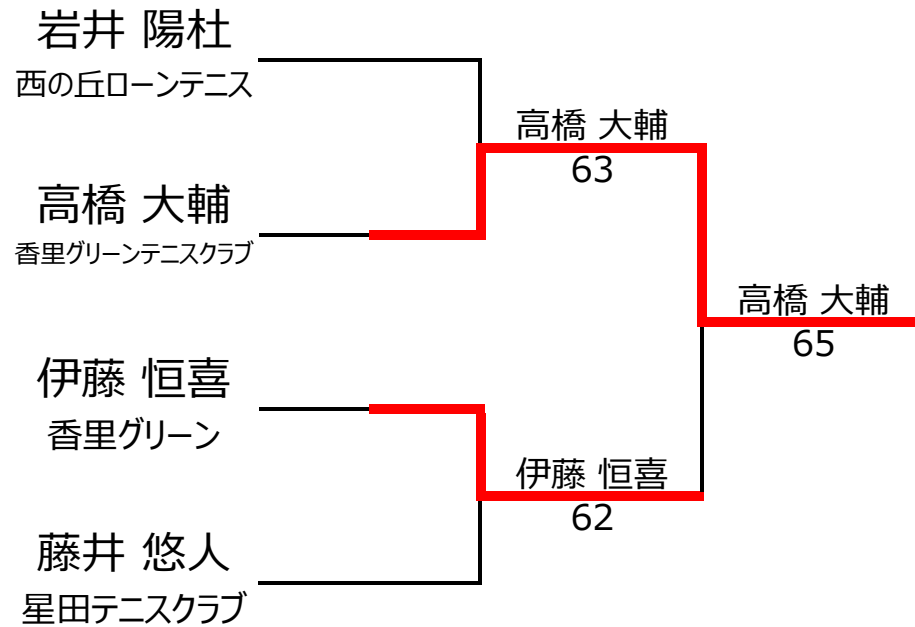 岩井 陽杜
西の丘ローンテニス
高橋 大輔
香里グリーンテニスクラブ
伊藤 恒喜
香里グリーン
藤井 悠人
星田テニスクラブ
高橋 大輔
63
伊藤 恒喜
62
高橋 大輔
65